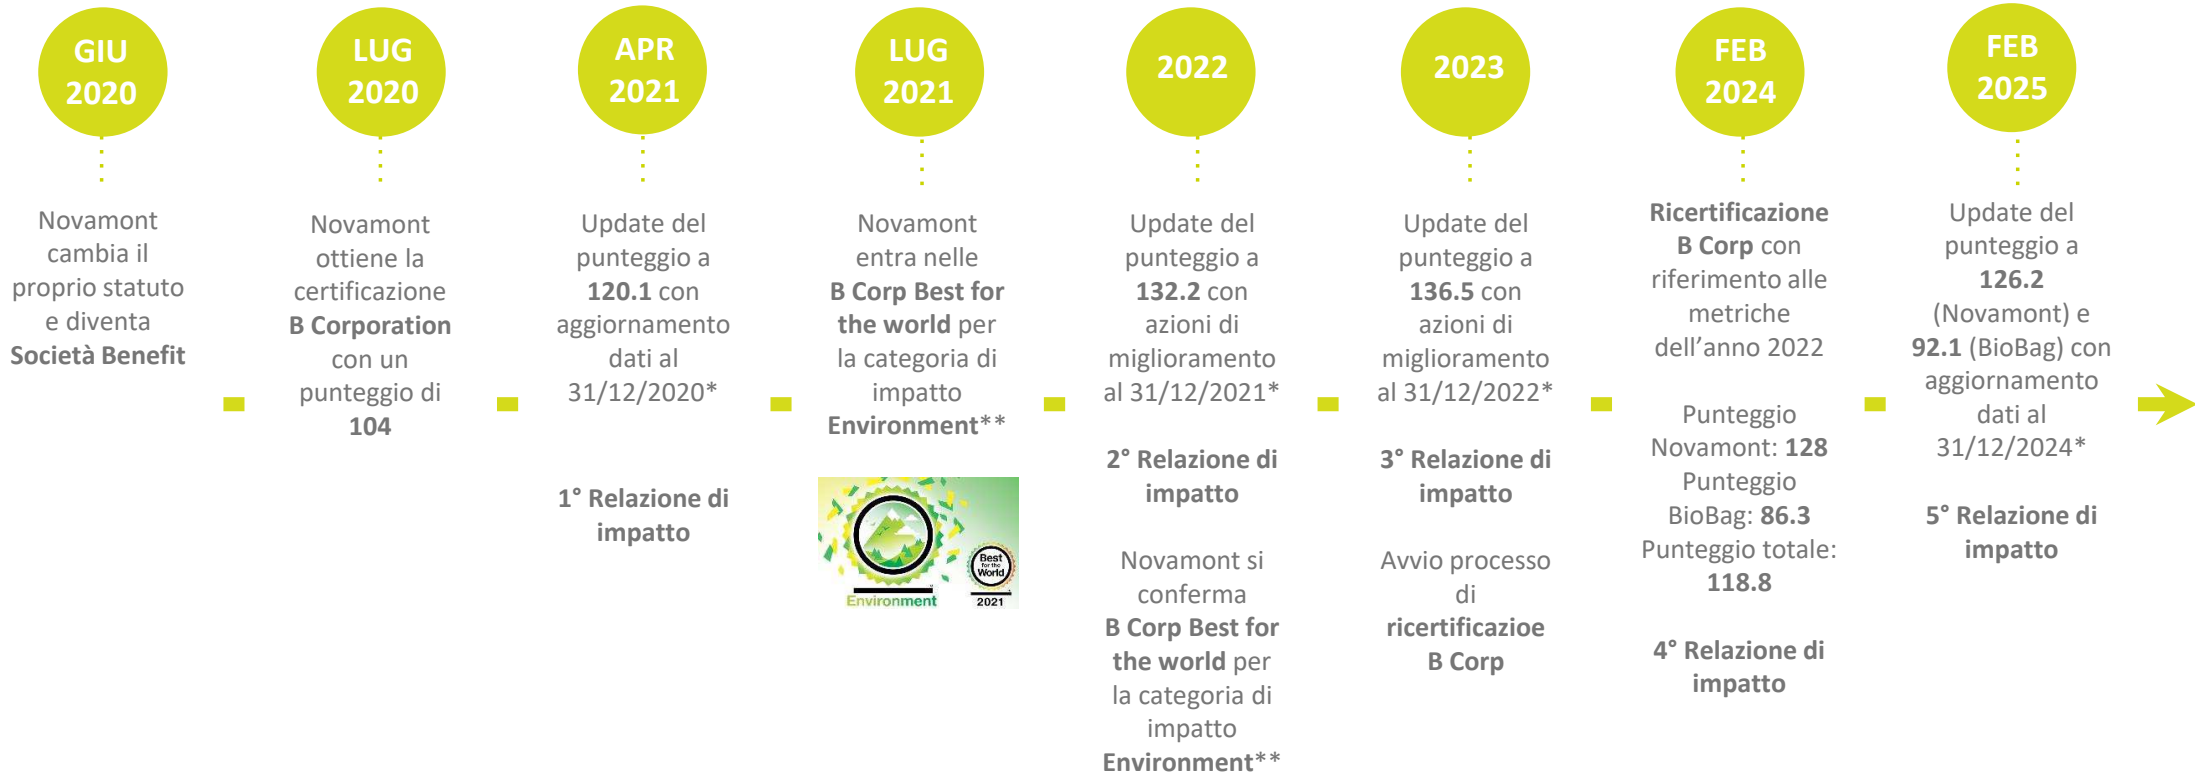 GIU
2020
Novamont
cambia il
proprio statuto
e diventa
Società Benefit
LUG
2020
Novamont
ottiene la
certificazione
B Corporation
con un
punteggio di
104
APR
2021
Update del
punteggio a
120.1 con
aggiornamento
dati al
31/12/2020*
1° Relazione di
impatto
LUG
2021
Novamont
entra nelle
B Corp Best for
the world per
la categoria di
impatto
Environment**
Environment
Best
for the
World
2021
2022
Update del
punteggio a
132.2 con
azioni di
miglioramento
al 31/12/2021*
2° Relazione di
impatto
Novamont si
conferma
B Corp Best for
the world per
la categoria di
impatto
Environment**
2023
Update del
punteggio a
136.5 con
azioni di
miglioramento
al 31/12/2022*
3° Relazione di
impatto
Avvio processo
di
ricertificazioe
B Corp
FEB
2024
Ricertificazione
B Corp con
riferimento alle
metriche
dell’anno 2022
Punteggio
Novamont: 128
Punteggio
BioBag: 86.3
Punteggio totale:
118.8
4° Relazione di
impatto
FEB
2025
Update del
punteggio a
126.2
(Novamont) e
92.1 (BioBag) con
aggiornamento
dati al
31/12/2024*
5° Relazione di
impatto